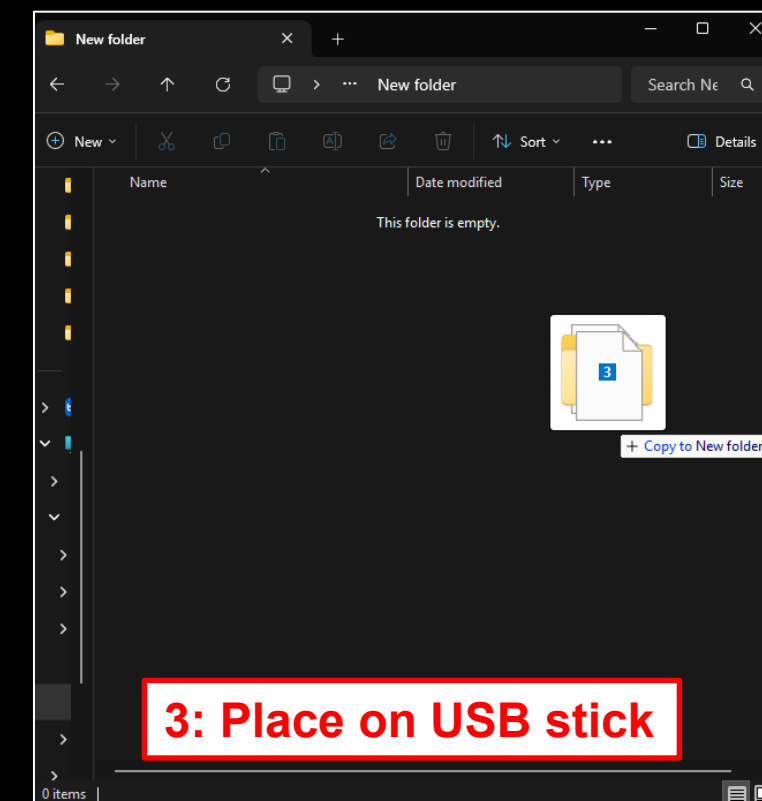 New folder
New folder
Search Ne
New
Sort
Details
Name
Date modified
Type
Size
This folder is empty.
3
+ Copy to New folder
3: Place on USB stick
0 items